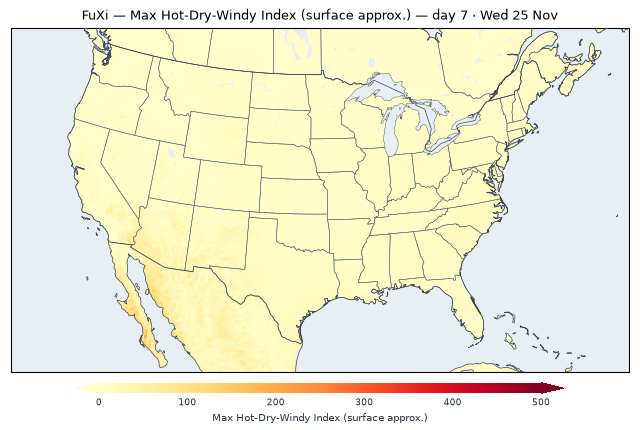 FuXi — Max Hot-Dry-Windy Index (surface approx.) — day 7 · Wed 25 Nov
0 100 200 300 400 500
Max Hot-Dry-Windy Index (surface approx.)